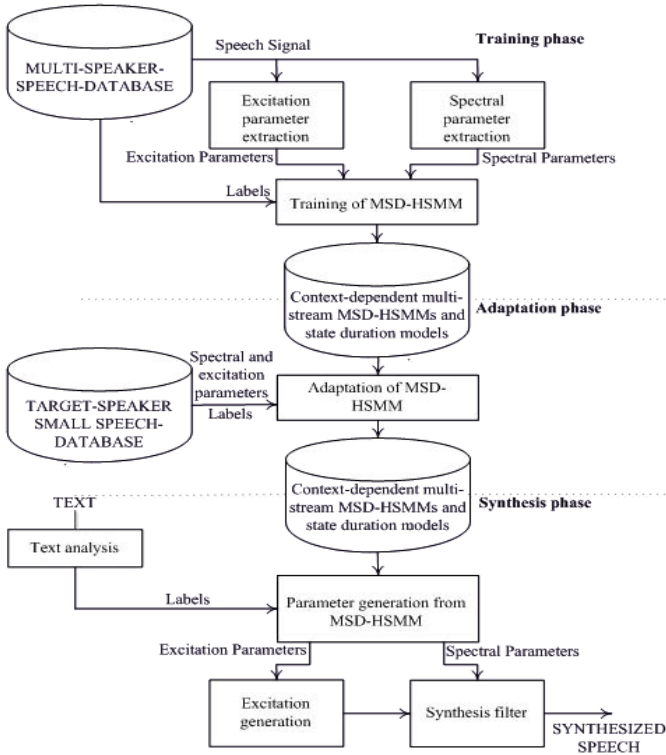 Speech Signal
Training phase
MULTI-SPEAKER-
SPEECH-DATABASE
Excitation
parameter
extraction
Spectral
parameter
extraction
Excitation Parameters
Spectral Parameters
Labels
Training of MSD-HSMM
Context-dependent multi-
stream MSD-HSMMs and
state duration models
Adaptation phase
Spectral and
excitation
parameters
Labels
TARGET-SPEAKER
SMALL SPEECH-
DATABASE
Adaptation of MSD-
HSMM
Context-dependent multi-
stream MSD-HSMMs and
state duration models
Synthesis phase
TEXT
Text analysis
Labels
Parameter generation from
MSD-HSMM
Excitation Parameters
Spectral Parameters
Excitation
generation
Synthesis filter
SYNTHESIZED
SPEECH